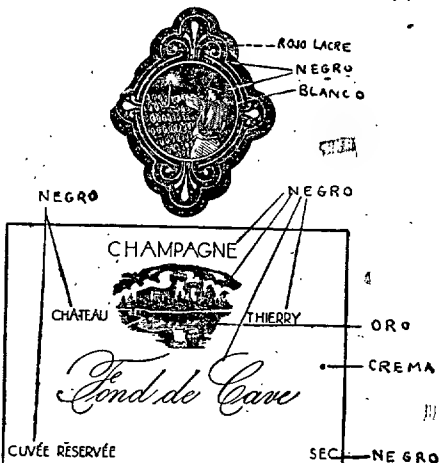 ROJO LACRE
NEGRO
BLANCO
NEGRO
NEGRO
CHAMPAGNE
CHATEAU
THIERRY
ORO
CREMA
Fond de Cave
CUVÉE RÉSERVÉE
SEC
NEGRO